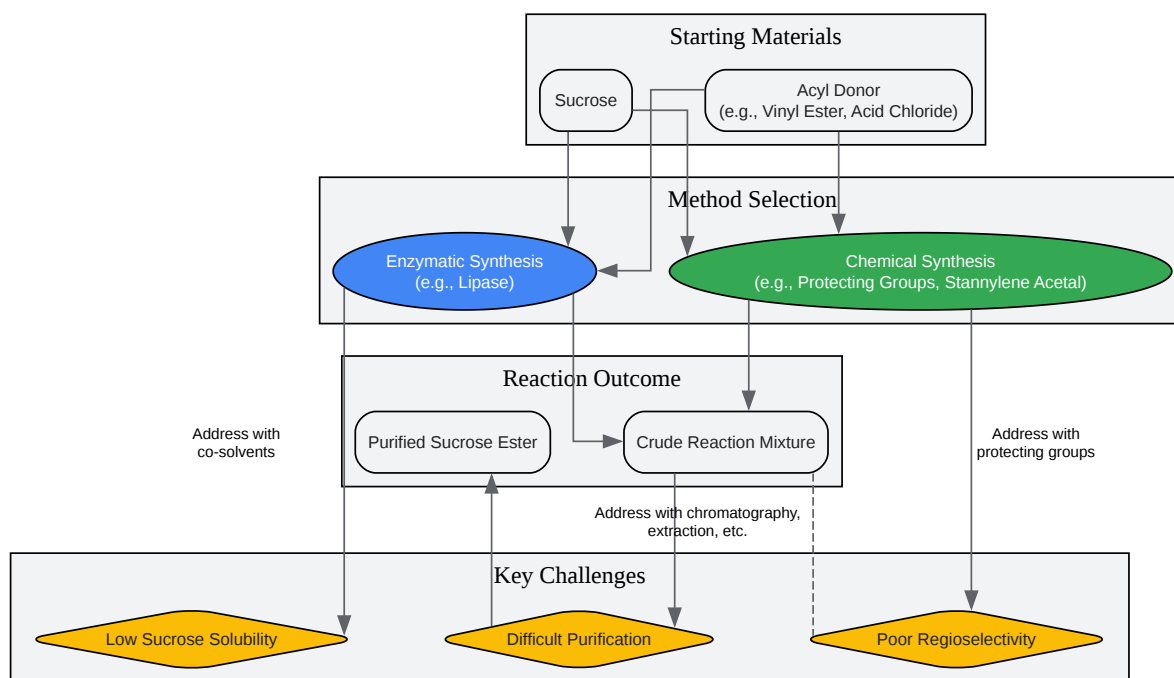 Starting Materials
Sucrose
Acyl Donor
(e.g., Vinyl Ester, Acid Chloride)
Method Selection
Enzymatic Synthesis
(e.g., Lipase)
Chemical Synthesis
(e.g., Protecting Groups, Stannylene Acetal)
Reaction Outcome
Purified Sucrose Ester
Crude Reaction Mixture
Address with
co-solvents
Address with
protecting groups
Address with chromatography,
extraction, etc.
Key Challenges
Low Sucrose Solubility
Difficult Purification
Poor Regioselectivity